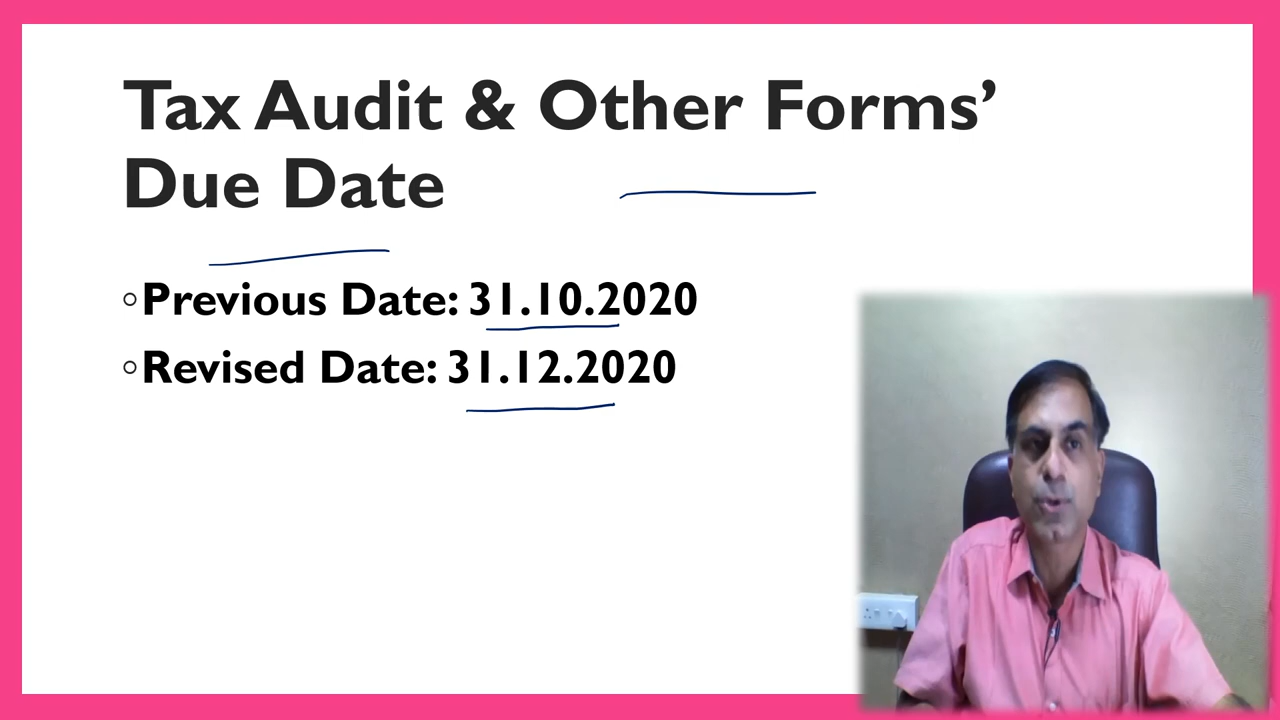 Tax Audit & Other Forms’
Due Date
Previous Date: 31.10.2020
Revised Date: 31.12.2020